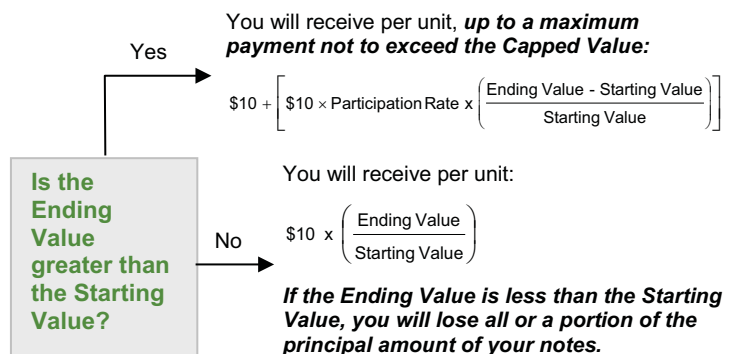 You will receive per unit, up to a maximum
payment not to exceed the Capped Value:
Yes
$10 + [ $10 × Participation Rate x ( Ending Value - Starting Value / Starting Value ) ]
Is the
Ending
Value
greater than
the Starting
Value?
No
You will receive per unit:
$10 x ( Ending Value / Starting Value )
If the Ending Value is less than the Starting
Value, you will lose all or a portion of the
principal amount of your notes.